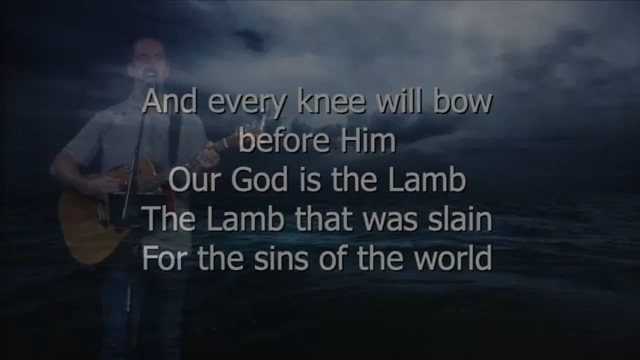 And every knee will bow
before Him
Our God is the Lamb
The Lamb that was slain
For the sins of the world